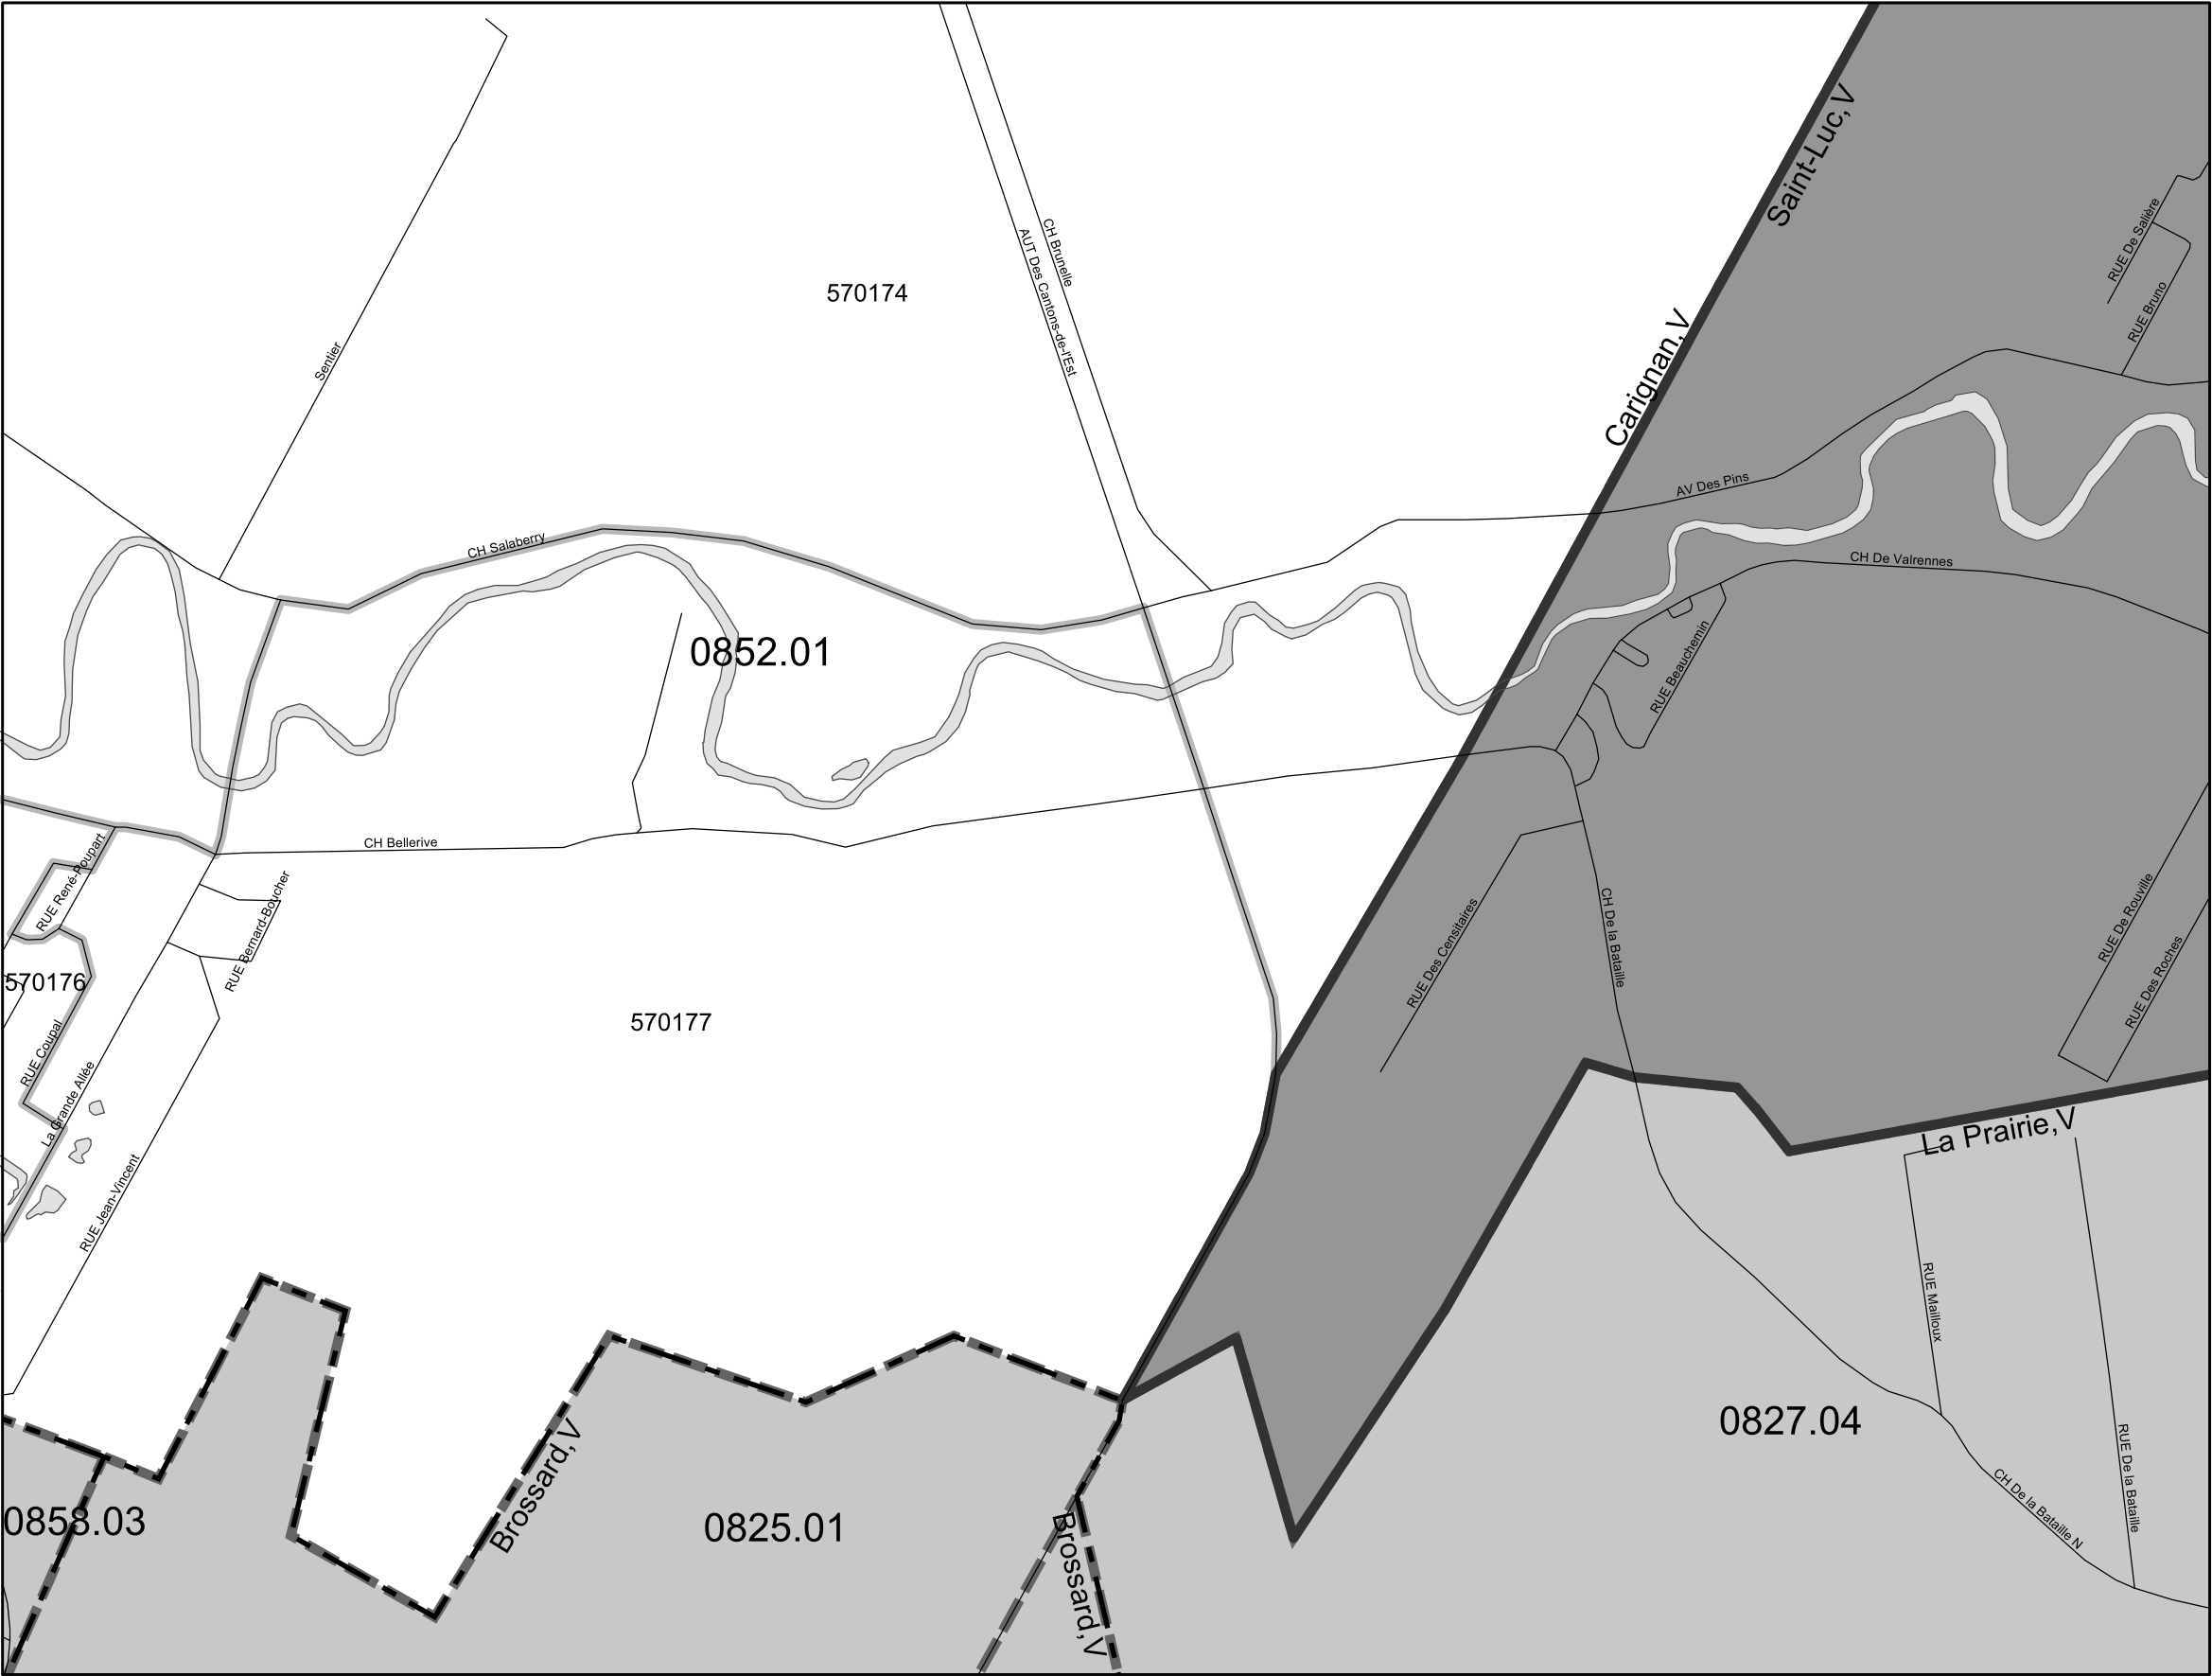 Saint-Luc,V
RUE De Salière
CH Brunelle
AUT Des Cantons-de-l'Est
570174
RUE Bruno
Carignan,V
Sentier
AV Des Pins
CH Salaberry
CH De Valrennes
0852.01
RUE Beauchemin
CH Bellerive
RUE René-Poupart
RUE Bernard-Boucher
RUE Des Censitaires
CH De la Bataille
RUE De Rouville
RUE Des Roches
570176
570177
RUE Coupal
La Grande Allée
La Prairie,V
RUE Jean-Vincent
RUE Mailloux
0827.04
Brossard,V
RUE De la Bataille
CH De la Bataille N
0858.03
0825.01
Brossard,V